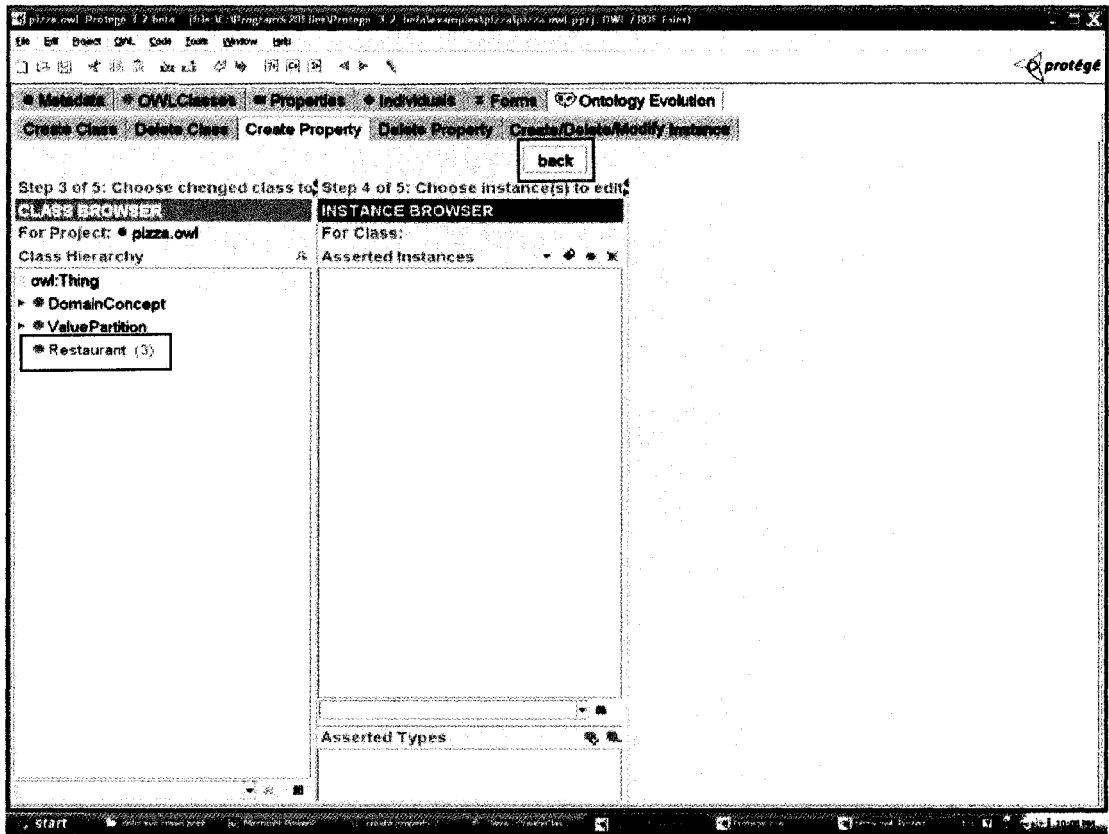 pizza.owl Protégé 3.2 beta
File Edit Project OWL Code Tools Window Help
protégé
Metadata OWLClasses Properties Individuals Forms Ontology Evolution
Create Class Delete Class Create Property Delete Property Create/Delete/Modify Instance
back
Step 3 of 5: Choose chenged class to Step 4 of 5: Choose instance(s) to edit
CLASS BROWSER INSTANCE BROWSER
For Project: pizza.owl For Class:
Class Hierarchy Asserted Instances
owl:Thing
DomainConcept
ValuePartition
Restaurant (3)
Asserted Types
start